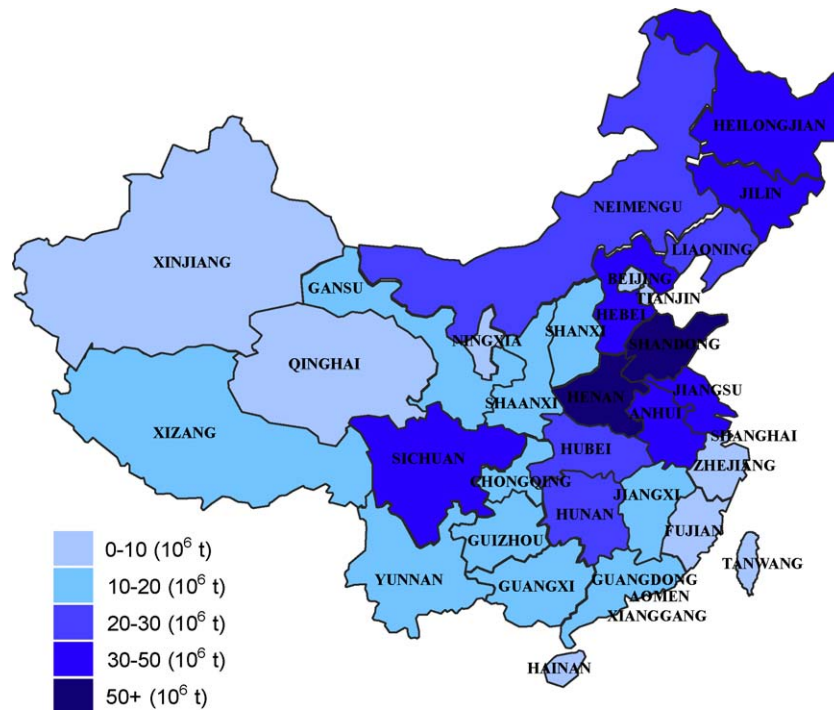 HEILONGJIAN
JILIN
NEIMENGU
LIAONING
XINJIANG
BEIJING
GANSU
TIANJIN
HEBEI
SHANXI
NINGXIA
SHANDONG
QINGHAI
JIANGSU
HENAN
SHAANXI
ANHUI
XIZANG
SHANGHAI
HUBEI
SICHUAN
ZHEJIANG
CHONGQING
JIANGXI
HUNAN
FUJIAN
GUIZHOU
TANWANG
YUNNAN
GUANGXI
GUANGDONG
AOMEN
XIANGGANG
HAINAN
0-10 (10⁶ t)
10-20 (10⁶ t)
20-30 (10⁶ t)
30-50 (10⁶ t)
50+ (10⁶ t)